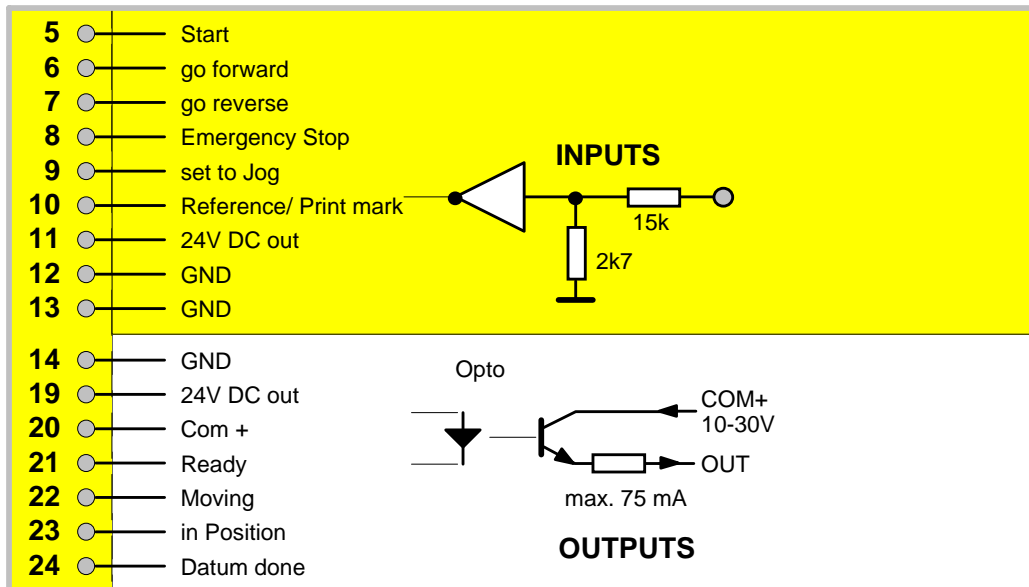 5 Start
6 go forward
7 go reverse
8 Emergency Stop
9 set to Jog
10 Reference/ Print mark
11 24V DC out
12 GND
13 GND
INPUTS
15k
2k7
14 GND
19 24V DC out
20 Com +
21 Ready
22 Moving
23 in Position
24 Datum done
Opto
COM+
10-30V
OUT
max. 75 mA
OUTPUTS